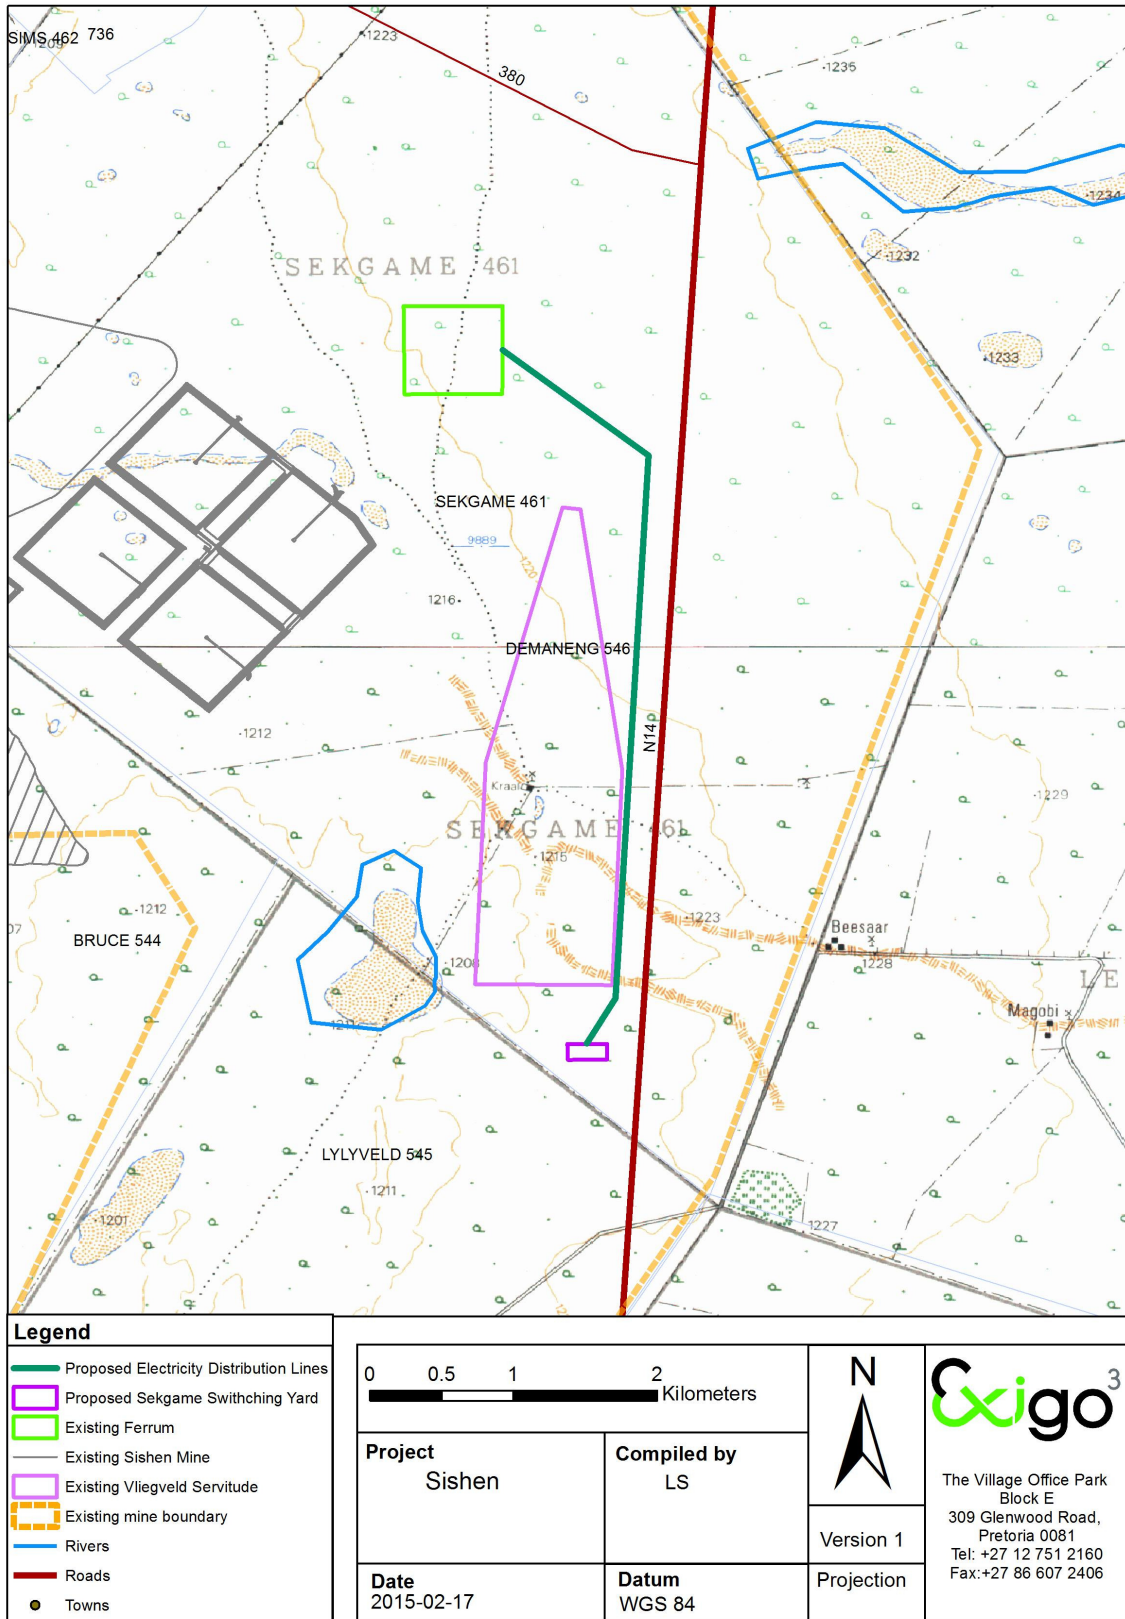 SIMS 462 736
1223
380
1235
1234
1232
1233
SEKGAME 461
SEKGAME 461
9889
1220
1216
DEMANENG 546
N14
1212
Kraal
SEKGAME 461
1215
1229
1212
07
BRUCE 544
1223
Beesaar
1228
1208
LE
Magobi
LYLYVELD 545
1211
1201
1227
Legend
Proposed Electricity Distribution Lines
Proposed Sekgame Swithching Yard
Existing Ferrum
Existing Sishen Mine
Existing Vliegveld Servitude
Existing mine boundary
Rivers
Roads
Towns
0 0.5 1 2
Kilometers
Project
Sishen
Compiled by
LS
Date
2015-02-17
Datum
WGS 84
N
Version 1
Projection
Exigo3
The Village Office Park
Block E
309 Glenwood Road,
Pretoria 0081
Tel: +27 12 751 2160
Fax:+27 86 607 2406